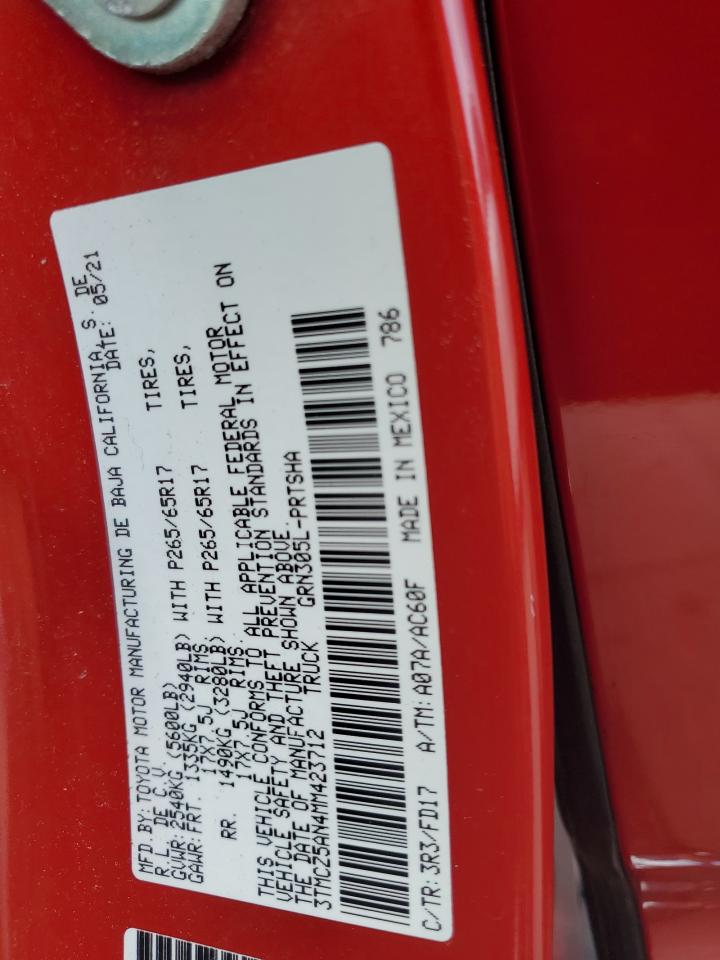 MFD.BY:TOYOTA MOTOR MANUFACTURING DE BAJA CALIFORNIA, S. DE
R.L. DE C.V. DATE: 05/21
GVWR:2540KG (5600LB)
GAWR:FRT. 1335KG (2940LB) WITH P265/65R17 TIRES,
17X7.5J RIMS
RR. 1490KG (3280LB) WITH P265/65R17 TIRES,
17X7.5J RIMS
THIS VEHICLE CONFORMS TO ALL APPLICABLE FEDERAL MOTOR
VEHICLE SAFETY AND THEFT PREVENTION STANDARDS IN EFFECT ON
THE DATE OF MANUFACTURE SHOWN ABOVE.
3TMCZ5AN4MM423712 TRUCK GRN305L-PRTSHA
C/TR:3R3/FD17 A/TM:A07A/AC60F MADE IN MEXICO 786